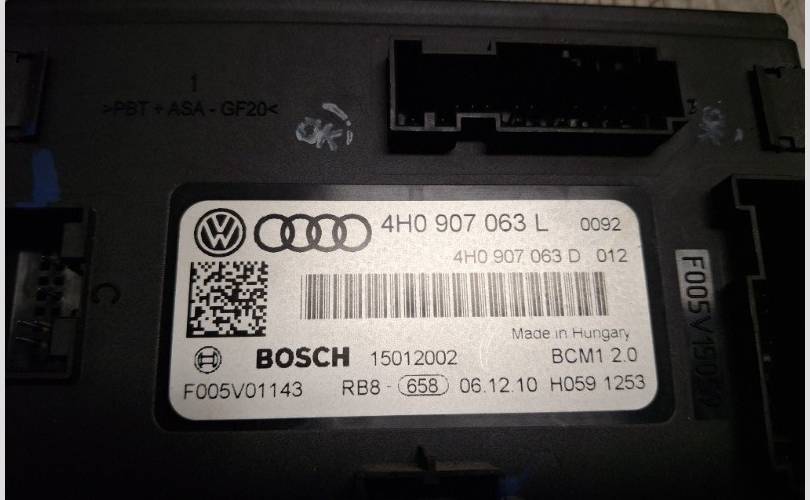 1
>PBT + ASA - GF20<
OK!
4H0 907 063 L 0092
4H0 907 063 D 012
Made in Hungary
BOSCH 15012002 BCM1 2.0
F005V01143 RB8 - 658 06.12.10 H059 1253
C